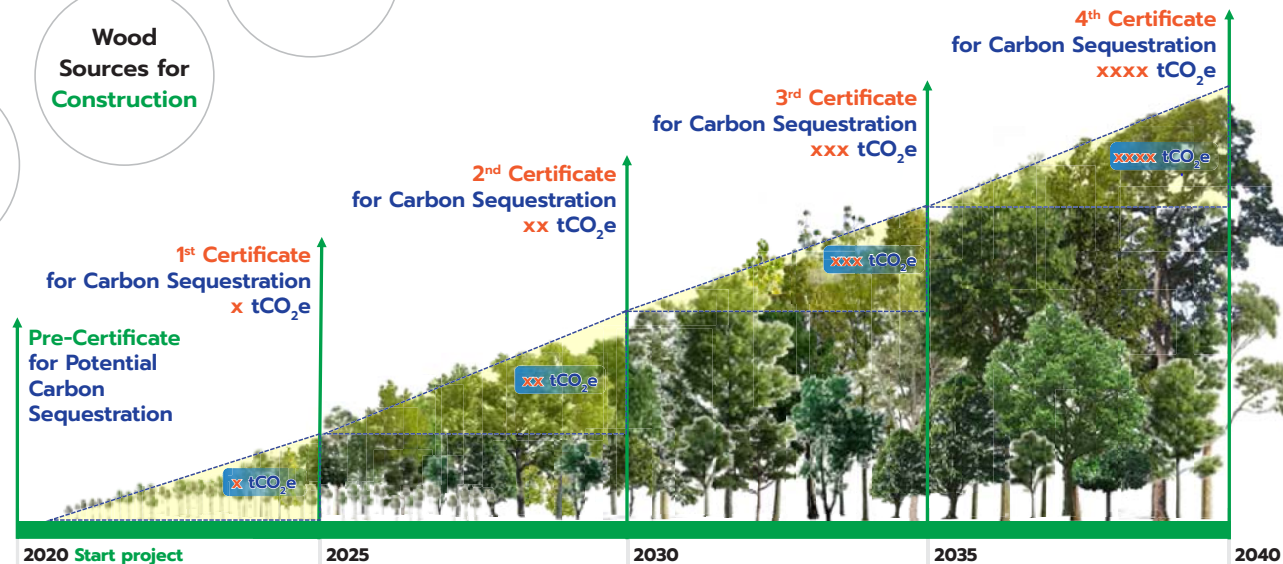 Wood
Sources for
Construction
Pre-Certificate
for Potential
Carbon
Sequestration
1st Certificate
for Carbon Sequestration
x tCO₂e
2nd Certificate
for Carbon Sequestration
xx tCO₂e
3rd Certificate
for Carbon Sequestration
xxx tCO₂e
4th Certificate
for Carbon Sequestration
xxxx tCO₂e
x tCO₂e
xx tCO₂e
xxx tCO₂e
xxxx tCO₂e
2020 Start project
2025
2030
2035
2040